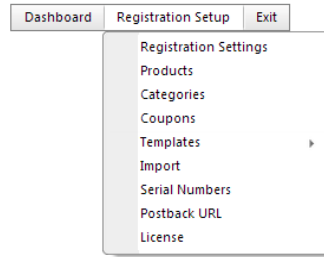 Dashboard Registration Setup Exit
Registration Settings
Products
Categories
Coupons
Templates
Import
Serial Numbers
Postback URL
License